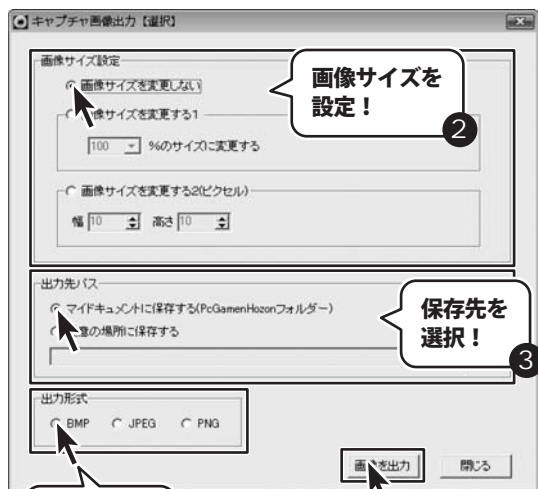 キャプチャ画像出力【選択】
画像サイズ設定
画像サイズを変更しない
画像サイズを
設定！
2
像サイズを変更する1
100 %のサイズに変更する
画像サイズを変更する2(ピクセル)
幅 10 高さ 10
出力先パス
マイドキュメントに保存する(PcGamenHozonフォルダー)
意の場所に保存する
保存先を
選択！
3
出力形式
BMP JPEG PNG
画像を出力 閉じる